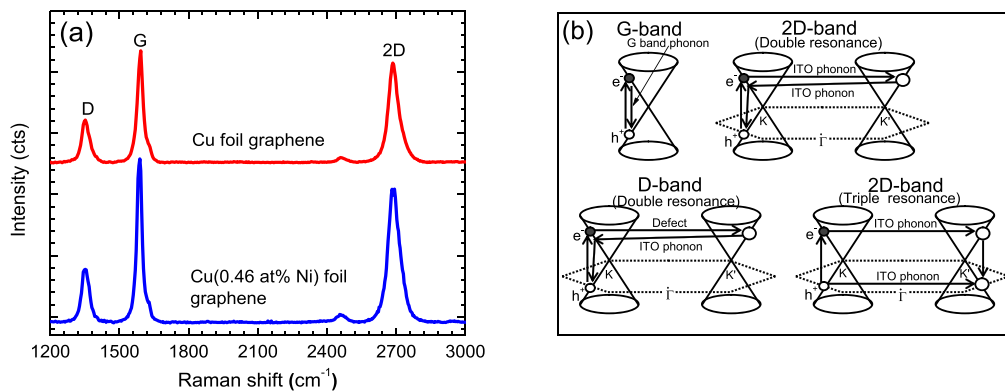 (a)
G
2D
D
Cu foil graphene
Cu(0.46 at% Ni) foil
graphene
Intensity (cts)
1200 1500 1800 2100 2400 2700 3000
Raman shift (cm⁻¹)
(b)
G-band
G band phonon
e⁻
h⁺
2D-band
(Double resonance)
ITO phonon
e⁻
ITO phonon
K
K'
h⁺
Γ
D-band
(Double resonance)
Defect
e⁻
ITO phonon
K
K'
h⁺
Γ
2D-band
(Triple resonance)
ITO phonon
e⁻
K
K'
ITO phonon
h⁺
Γ